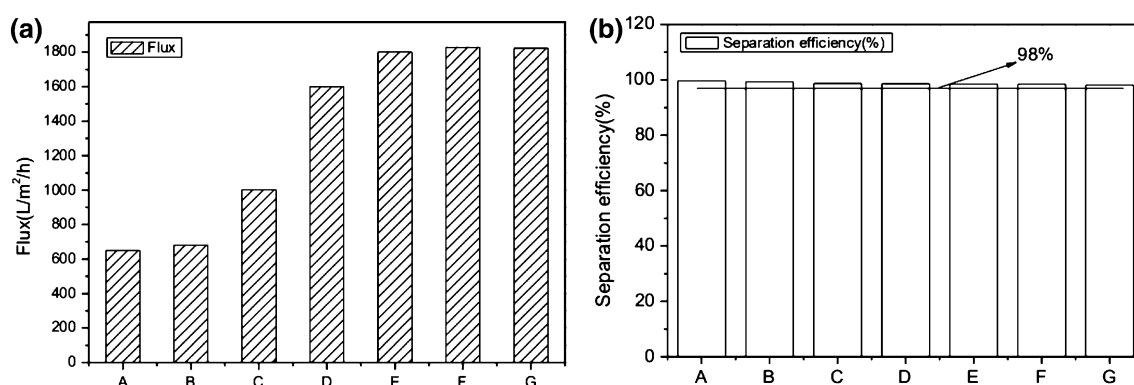 (a)
Flux
1800
1600
1400
1200
1000
800
600
400
200
0
Flux(L/m²/h)
A B C D E F G
(b)
Separation efficiency(%)
98%
120
100
80
60
40
20
0
Separation efficiency(%)
A B C D E F G